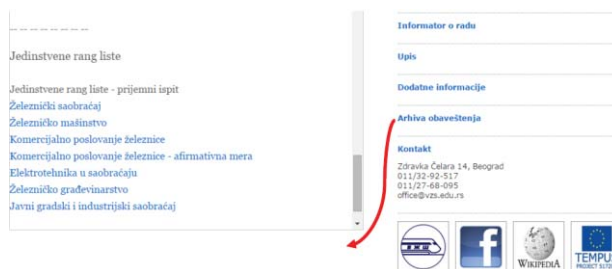 Jedinstvene rang liste
Jedinstvene rang liste - prijemni ispit
Železnički saobraćaj
Železničko mašinstvo
Komercijalno poslovanje železnice
Komercijalno poslovanje železnice - afirmativna mera
Elektrotehnika u saobraćaju
Železničko građevinarstvo
Javni gradski i industrijski saobraćaj
Informator o radu
Upis
Dodatne informacije
Arhiva obaveštenja
Kontakt
Zdravka Čelara 14, Beograd
011/32-92-517
011/27-68-095
office@vzs.edu.rs
WIKIPEDIA
TEMPU